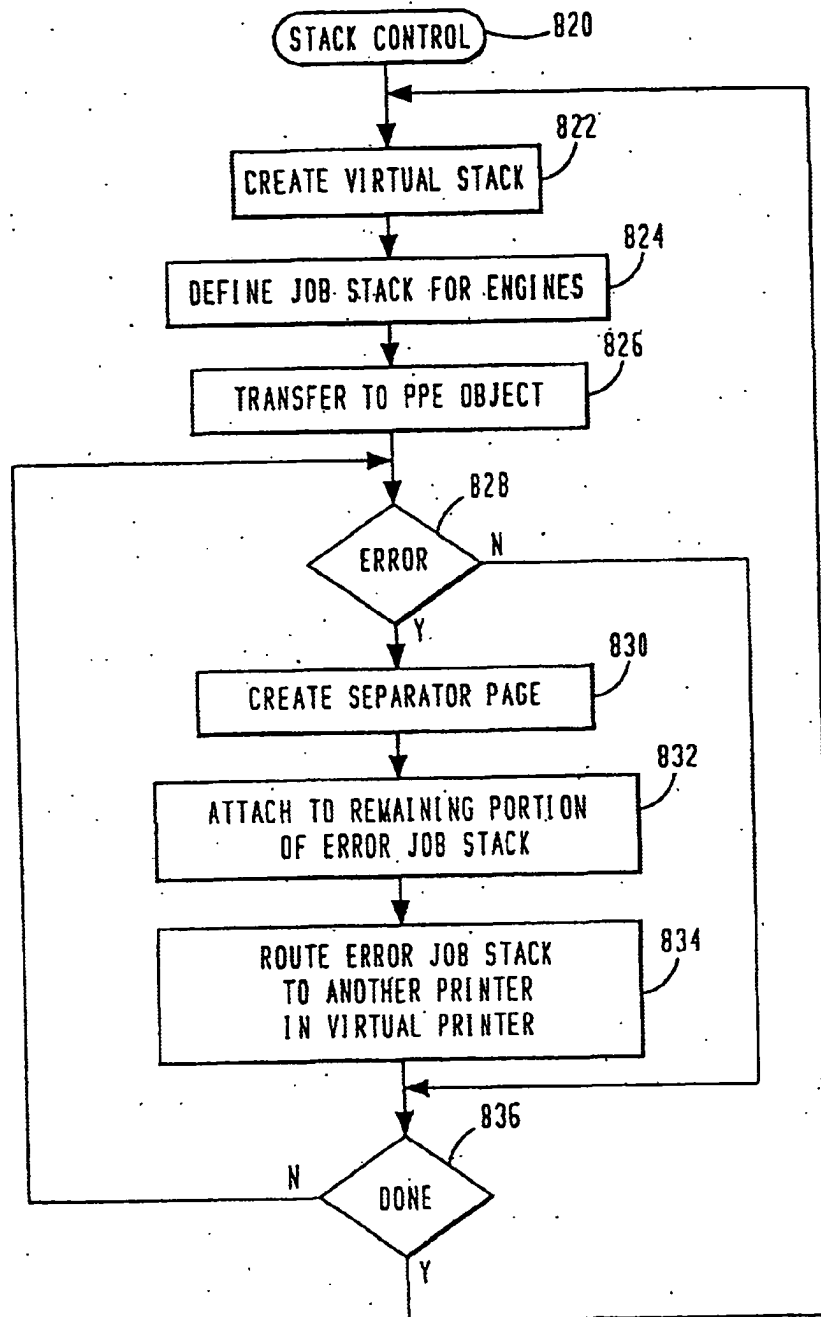 STACK CONTROL
820
822
CREATE VIRTUAL STACK
824
DEFINE JOB STACK FOR ENGINES
826
TRANSFER TO PPE OBJECT
828
ERROR
N
Y
830
CREATE SEPARATOR PAGE
832
ATTACH TO REMAINING PORTION
OF ERROR JOB STACK
834
ROUTE ERROR JOB STACK
TO ANOTHER PRINTER
IN VIRTUAL PRINTER
836
N
DONE
Y